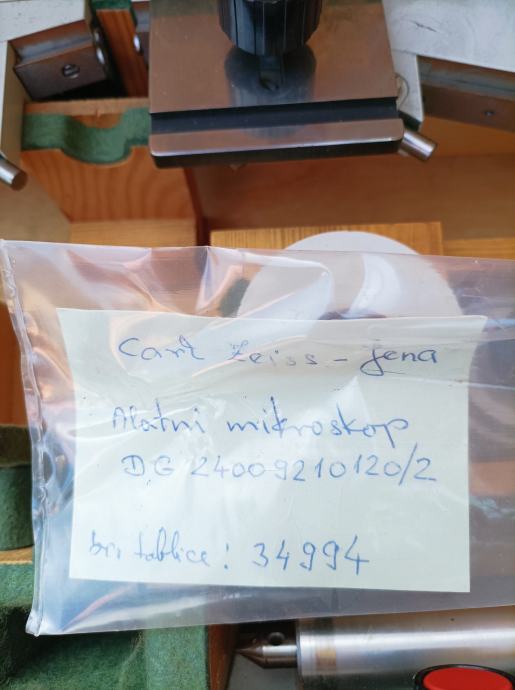 Carl Zeiss - Jena
Alatni mikroskop
DG 2400 9210120/2
br. tablice: 34994